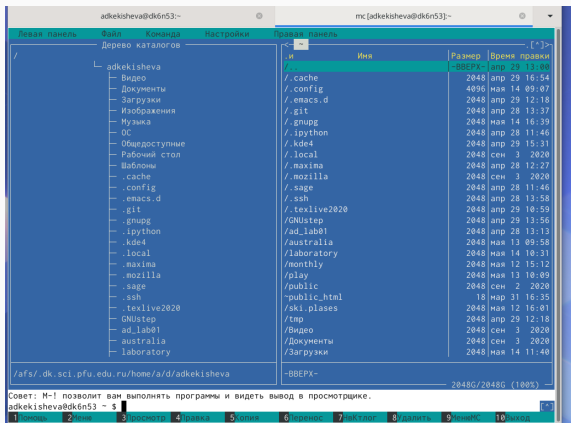 adkekisheva@dk6n53:~
mc [adkekisheva@dk6n53]:~
Левая панель Файл Команда Настройки Правая панель
Дерево каталогов
/
adkekisheva
Видео
Документы
Загрузки
Изображения
Музыка
ОС
Общедоступные
Рабочий стол
Шаблоны
.cache
.config
.emacs.d
.git
.gnupg
.ipython
.kde4
.local
.maxima
.mozilla
.sage
.ssh
.texlive2020
GNUstep
ad_lab01
australia
laboratory
/afs/.dk.sci.pfu.edu.ru/home/a/d/adkekisheva
<- ~ .[^]>
.и Имя Размер Время правки
/.. -ВВЕРХ- апр 29 13:00
/.cache 2048 апр 29 16:54
/.config 4096 мая 14 09:07
/.emacs.d 2048 апр 29 12:18
/.git 2048 апр 28 13:37
/.gnupg 2048 мая 14 16:39
/.ipython 2048 апр 28 11:46
/.kde4 2048 апр 29 15:31
/.local 2048 сен 3 2020
/.maxima 2048 апр 28 12:27
/.mozilla 2048 сен 3 2020
/.sage 2048 апр 28 11:46
/.ssh 2048 апр 28 13:58
/.texlive2020 2048 апр 29 10:59
/GNUstep 2048 апр 29 13:56
/ad_lab01 2048 апр 28 13:13
/australia 2048 мая 13 09:58
/laboratory 2048 мая 14 10:31
/monthly 2048 мая 12 15:12
/play 2048 мая 13 10:09
/public 2048 сен 2 2020
~public_html 18 мар 31 16:35
/ski.plases 2048 мая 12 16:01
/tmp 2048 апр 29 12:18
/Видео 2048 сен 3 2020
/Документы 2048 сен 3 2020
/Загрузки 2048 мая 14 11:40
-ВВЕРХ-
2048G/2048G (100%)
Совет: M-! позволит вам выполнять программы и видеть вывод в просмотрщике.
adkekisheva@dk6n53 ~ $ [^]
1Помощь 2Меню 3Просмотр 4Правка 5Копия 6Перенос 7НвКтлог 8Удалить 9МенюМС 10Выход